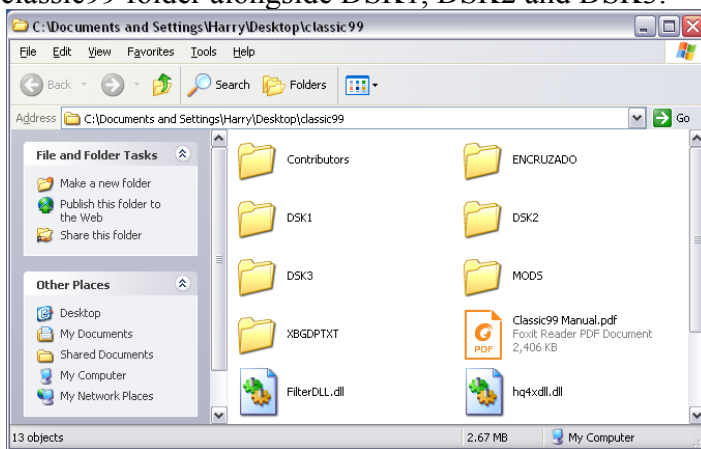 classic99 folder alongside DSK1, DSK2 and DSK3.
C:\Documents and Settings\Harry\Desktop\classic99
File Edit View Favorites Tools Help
Back Search Folders
Address C:\Documents and Settings\Harry\Desktop\classic99 Go
File and Folder Tasks
Make a new folder
Publish this folder to
the Web
Share this folder
Other Places
Desktop
My Documents
Shared Documents
My Computer
My Network Places
Contributors
ENCRUZADO
DSK1
DSK2
DSK3
MODS
XBGDPTXT
PDF
Classic99 Manual.pdf
Foxit Reader PDF Document
2,406 KB
FilterDLL.dll
hq4xdll.dll
13 objects 2.67 MB My Computer